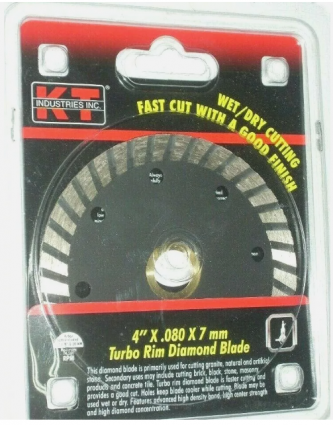 KT
INDUSTRIES INC.
WET/DRY CUTTING
FAST CUT WITH A GOOD FINISH
4" X .080 X 7 mm
Turbo Rim Diamond Blade
This diamond blade is primarily used for cutting granite, natural and artificial
stone. Secondary uses may include cutting brick, block, stone, masonry
products and concrete tile. Turbo rim diamond blade is faster cutting and
provides a good cut. Holes keep blade cooler while cutting. Blade may be
used wet or dry. Features advanced high density bond, high center strength
and high diamond concentration.